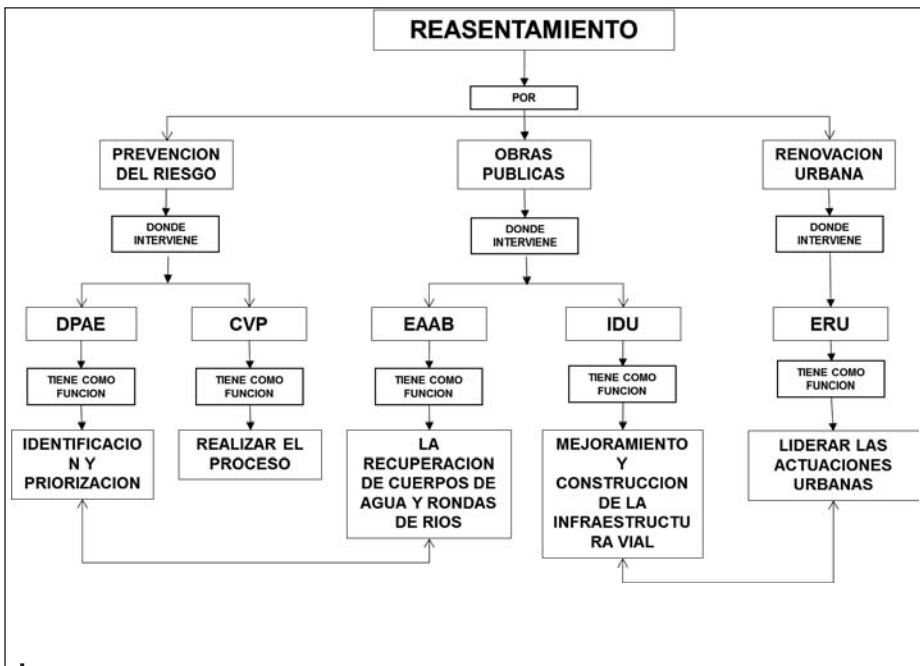 REASENTAMIENTO
POR
PREVENCION
DEL RIESGO
OBRAS
PUBLICAS
RENOVACION
URBANA
DONDE
INTERVIENE
DONDE
INTERVIENE
DONDE
INTERVIENE
DPAE
CVP
EAAB
IDU
ERU
TIENE COMO
FUNCION
TIENE COMO
FUNCION
TIENE COMO
FUNCION
TIENE COMO
FUNCION
TIENE COMO
FUNCION
IDENTIFICACIO
N Y
PRIORIZACION
REALIZAR EL
PROCESO
LA
RECUPERACION
DE CUERPOS DE
AGUA Y RONDAS
DE RIOS
MEJORAMIENTO
Y
CONSTRUCCION
DE LA
INFRAESTRUCTU
RA VIAL
LIDERAR LAS
ACTUACIONES
URBANAS